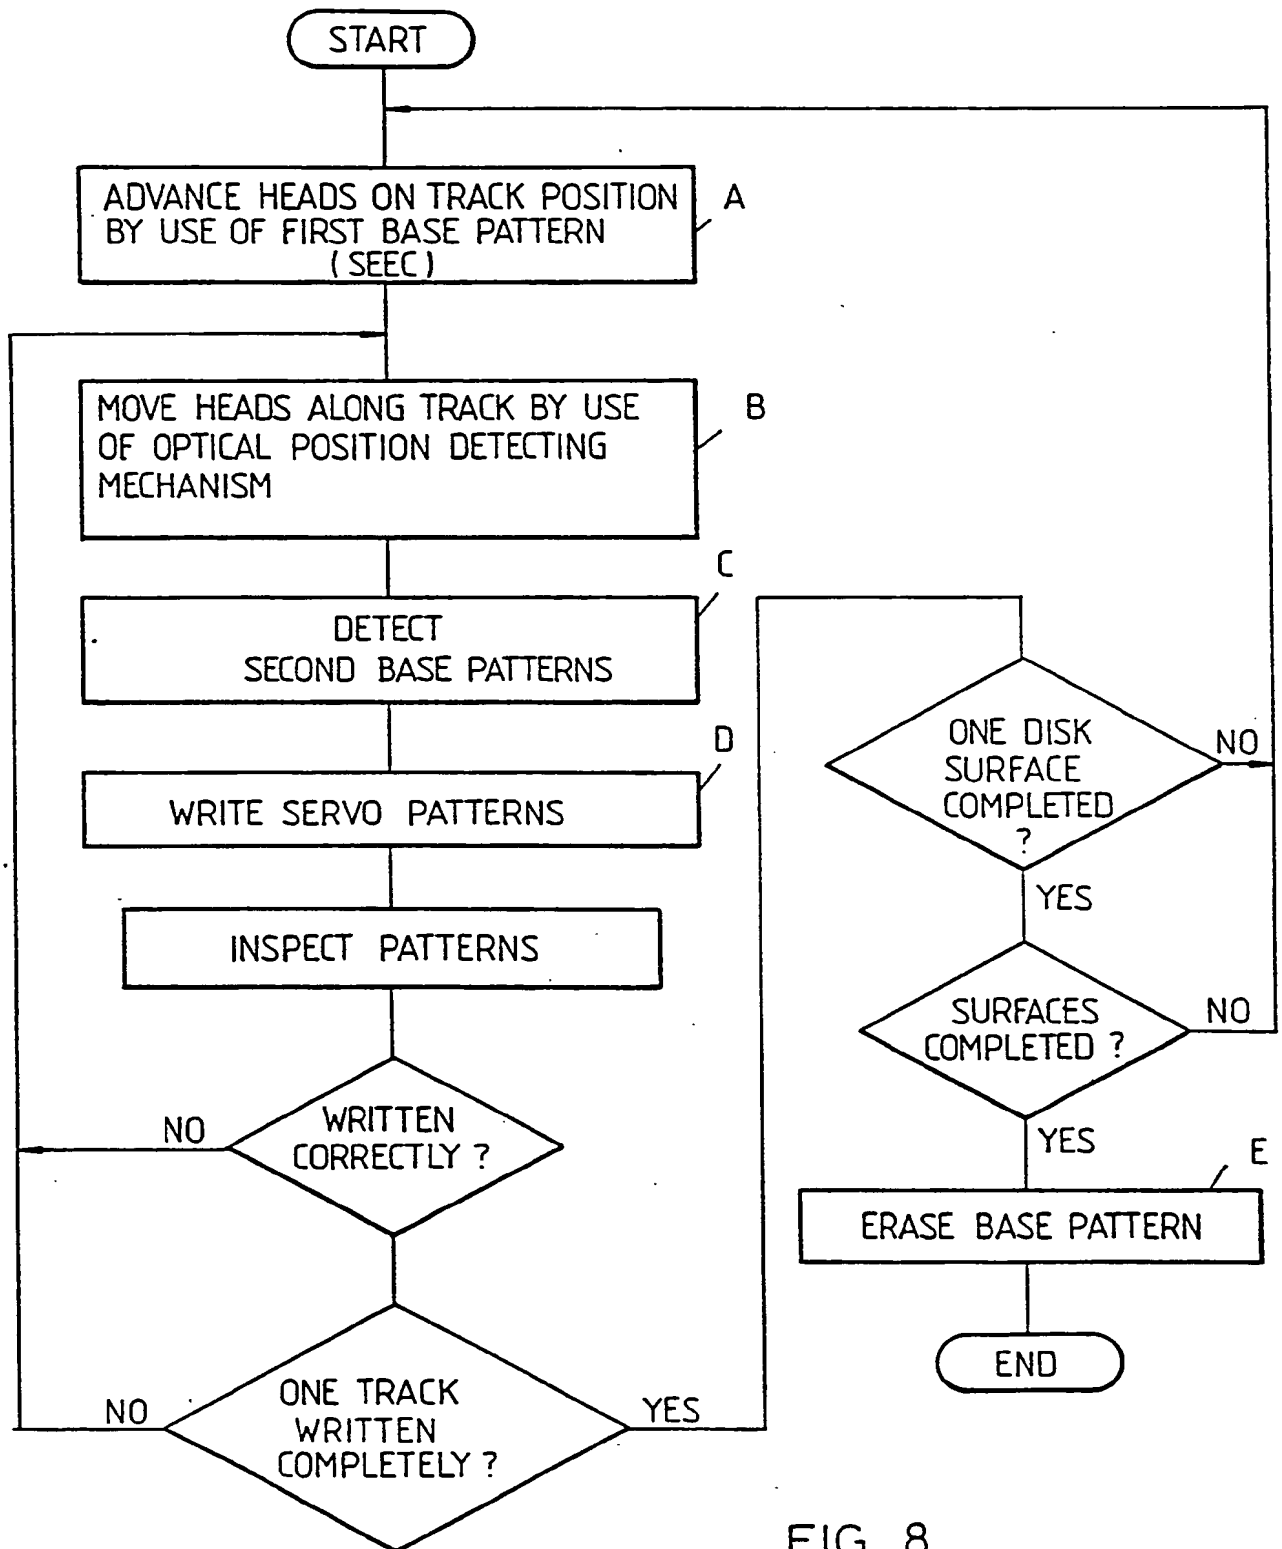 START
ADVANCE HEADS ON TRACK POSITION
BY USE OF FIRST BASE PATTERN
(SEEC)
A
MOVE HEADS ALONG TRACK BY USE
OF OPTICAL POSITION DETECTING
MECHANISM
B
DETECT
SECOND BASE PATTERNS
C
WRITE SERVO PATTERNS
D
INSPECT PATTERNS
WRITTEN
CORRECTLY ?
NO
ONE TRACK
WRITTEN
COMPLETELY ?
NO
YES
ONE DISK
SURFACE
COMPLETED
?
NO
YES
SURFACES
COMPLETED ?
NO
YES
ERASE BASE PATTERN
E
END
FIG. 8